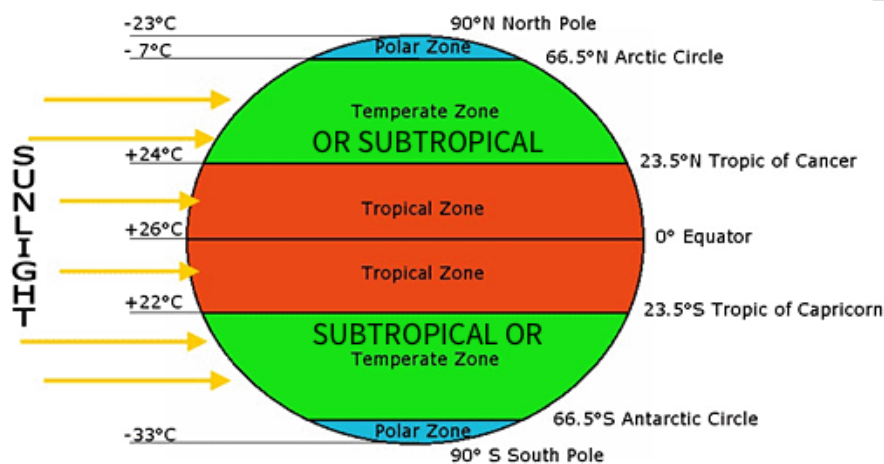 -23°C
90°N North Pole
Polar Zone
-.7°C
66.5°N Arctic Circle
Temperate Zone
OR SUBTROPICAL
+24°C
23.5°N Tropic of Cancer
SUNLIGHT
Tropical Zone
+26°C
0° Equator
Tropical Zone
+22°C
23.5°S Tropic of Capricorn
SUBTROPICAL OR
Temperate Zone
66.5°S Antarctic Circle
Polar Zone
-33°C
90° S South Pole